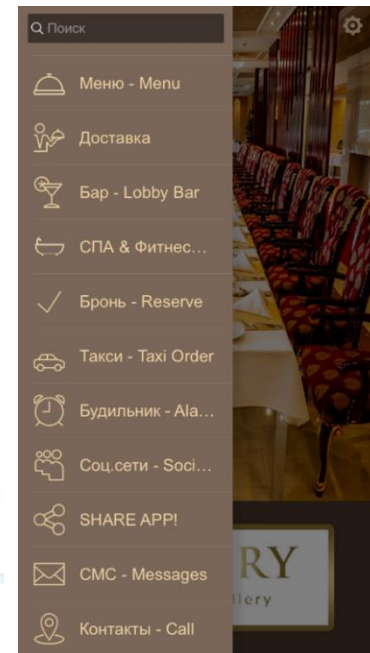 Поиск
Меню - Menu
Доставка
Бар - Lobby Bar
СПА & Фитнес...
Бронь - Reserve
Такси - Taxi Order
Будильник - Ala...
Соц.сети - Soci...
SHARE APP!
СМС - Messages
Контакты - Call
RY
llery